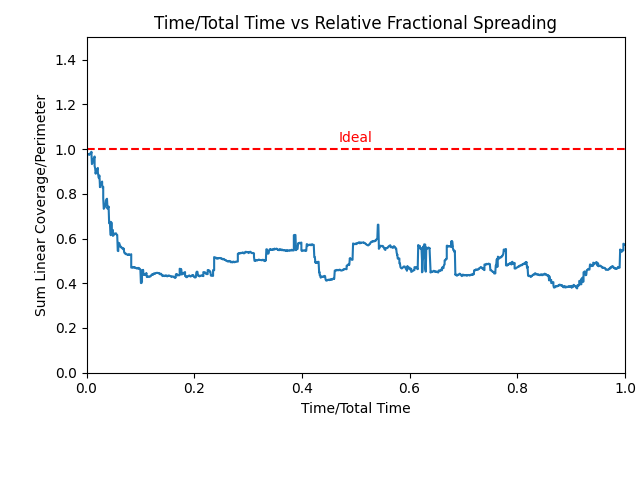 Time/Total Time vs Relative Fractional Spreading
Sum Linear Coverage/Perimeter
1.4
1.2
1.0
0.8
0.6
0.4
0.2
0.0
Ideal
0.0 0.2 0.4 0.6 0.8 1.0
Time/Total Time